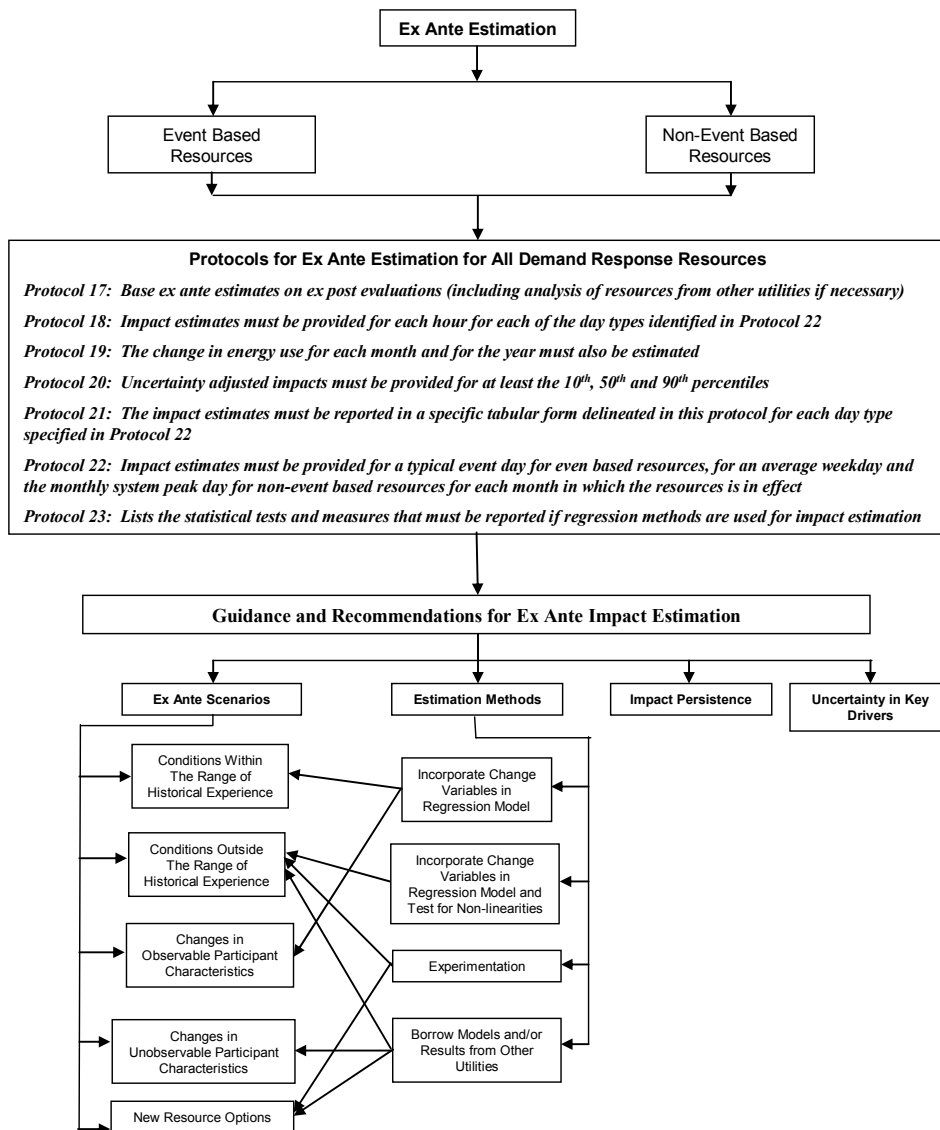 Ex Ante Estimation
Event Based
Resources
Non-Event Based
Resources
Protocols for Ex Ante Estimation for All Demand Response Resources
Protocol 17: Base ex ante estimates on ex post evaluations (including analysis of resources from other utilities if necessary)
Protocol 18: Impact estimates must be provided for each hour for each of the day types identified in Protocol 22
Protocol 19: The change in energy use for each month and for the year must also be estimated
Protocol 20: Uncertainty adjusted impacts must be provided for at least the 10th, 50th and 90th percentiles
Protocol 21: The impact estimates must be reported in a specific tabular form delineated in this protocol for each day type
specified in Protocol 22
Protocol 22: Impact estimates must be provided for a typical event day for even based resources, for an average weekday and
the monthly system peak day for non-event based resources for each month in which the resources is in effect
Protocol 23: Lists the statistical tests and measures that must be reported if regression methods are used for impact estimation
Guidance and Recommendations for Ex Ante Impact Estimation
Ex Ante Scenarios
Estimation Methods
Impact Persistence
Uncertainty in Key
Drivers
Conditions Within
The Range of
Historical Experience
Conditions Outside
The Range of
Historical Experience
Changes in
Observable Participant
Characteristics
Changes in
Unobservable Participant
Characteristics
New Resource Options
Incorporate Change
Variables in
Regression Model
Incorporate Change
Variables in
Regression Model and
Test for Non-linearities
Experimentation
Borrow Models and/or
Results from Other
Utilities